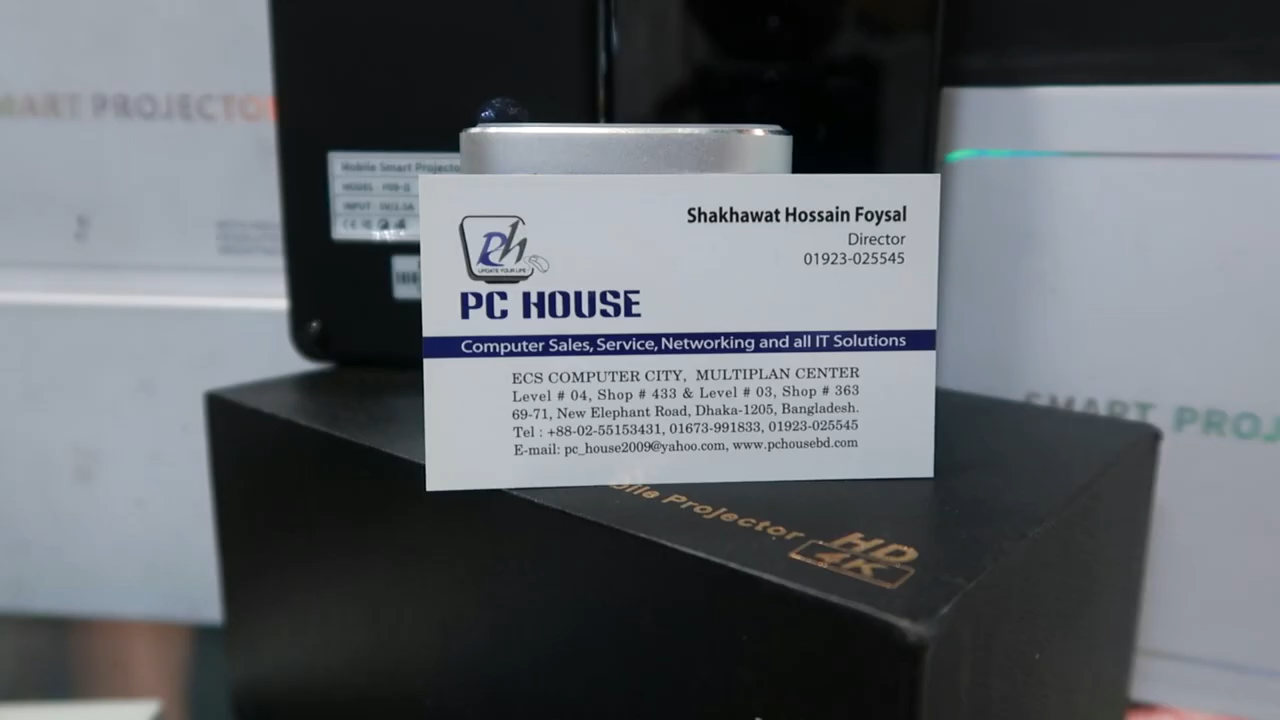 SMART PROJECTOR
Mobile Smart Projecto
MODEL
INPUT
Ph
UPDATE YOUR LIFE
PC HOUSE
Shakhawat Hossain Foysal
Director
01923-025545
Computer Sales, Service, Networking and all IT Solutions
ECS COMPUTER CITY, MULTIPLAN CENTER
Level # 04, Shop # 433 & Level # 03, Shop # 363
69-71, New Elephant Road, Dhaka-1205, Bangladesh.
Tel : +88-02-55153431, 01673-991833, 01923-025545
E-mail: pc_house2009@yahoo.com, www.pchousebd.com
SMART PROJ
bile Projector HD
4K